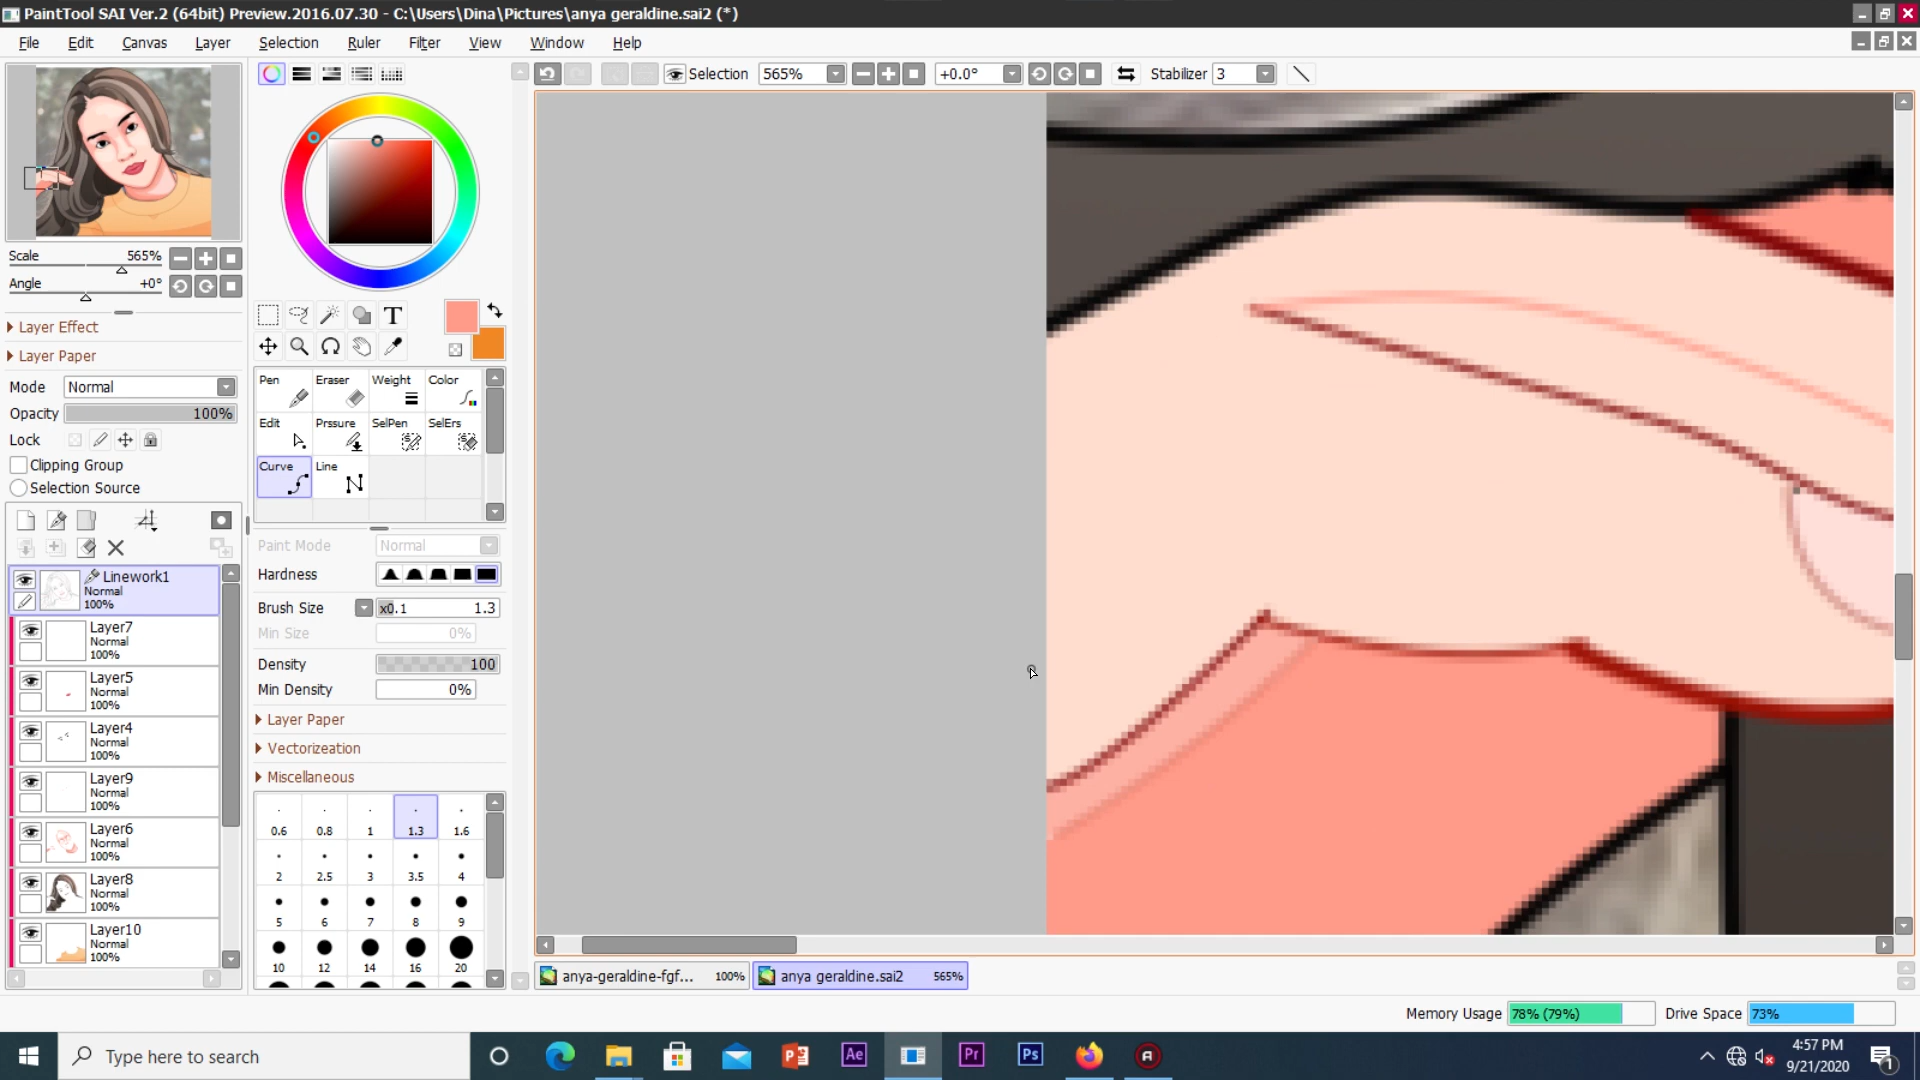 PaintTool SAI Ver.2 (64bit) Preview.2016.07.30 - C:\Users\Dina\Pictures\anya geraldine.sai2 (*)
File Edit Canvas Layer Selection Ruler Filter View Window Help
Selection 565% +0.0° Stabilizer 3
Scale 565%
Angle +0°
Layer Effect
Layer Paper
Mode Normal
Opacity 100%
Lock
Clipping Group
Selection Source
Linework1
Normal
100%
Layer7
Normal
100%
Layer5
Normal
100%
Layer4
Normal
100%
Layer9
Normal
100%
Layer6
Normal
100%
Layer8
Normal
100%
Layer10
Normal
100%
T
Pen Eraser Weight Color
Edit Prssure SelPen SelErs
Curve Line
Paint Mode Normal
Hardness
Brush Size x0.1 1.3
Min Size 0%
Density 100
Min Density 0%
Layer Paper
Vectorizeation
Miscellaneous
0.6 0.8 1 1.3 1.6
2 2.5 3 3.5 4
5 6 7 8 9
10 12 14 16 20
anya-geraldine-fgf... 100% anya geraldine.sai2 565%
Memory Usage 78% (79%) Drive Space 73%
Type here to search
Ae Pr Ps
4:57 PM
9/21/2020
1